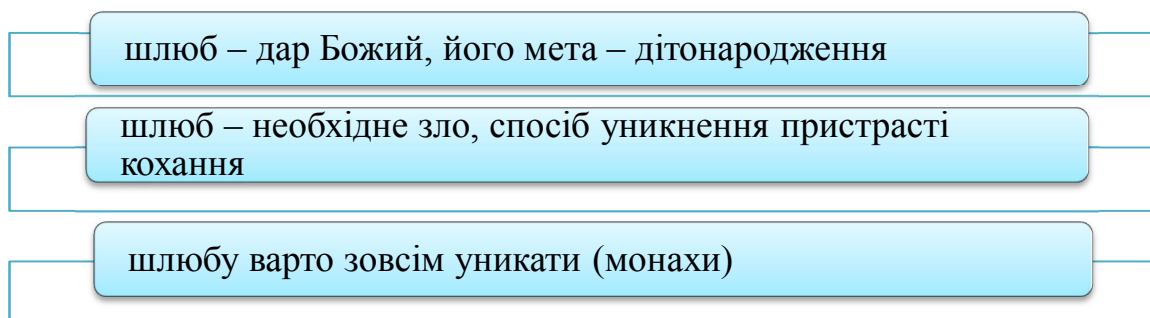 шлюб – дар Божий, його мета – дітонародження
шлюб – необхідне зло, спосіб уникнення пристрасті
кохання
шлюбу варто зовсім уникати (монахи)